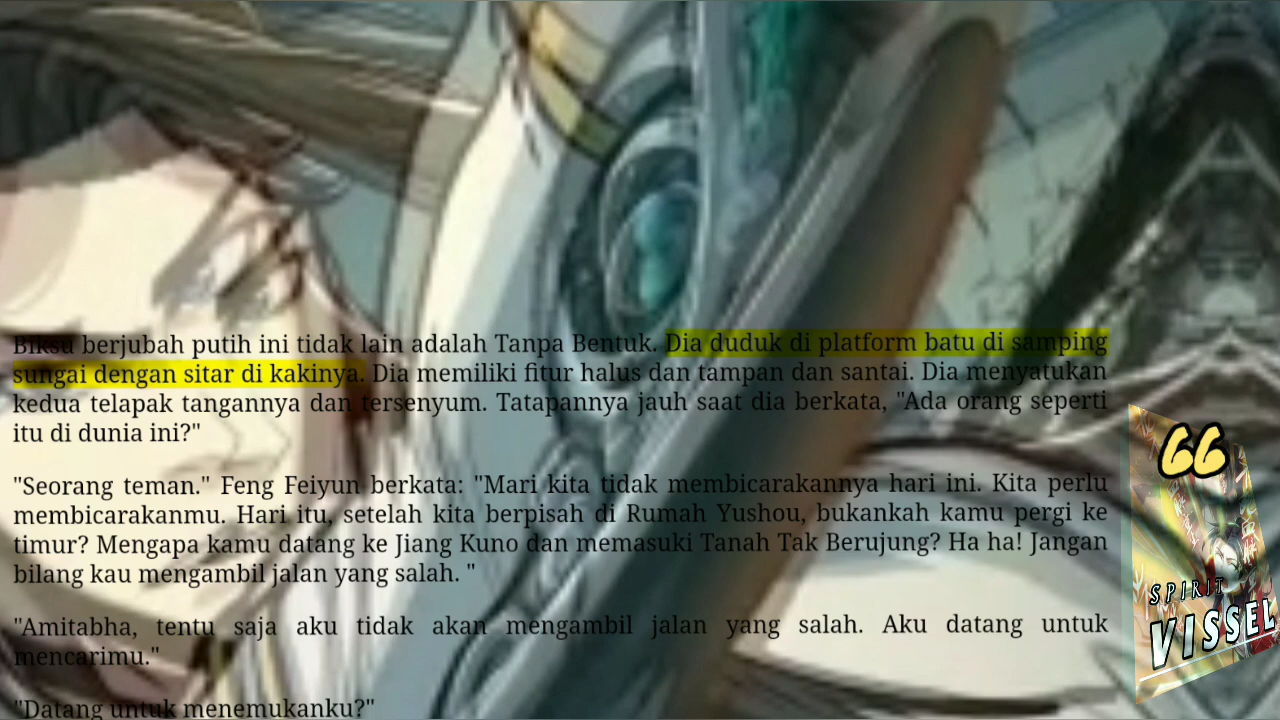 Biksu berjubah putih ini tidak lain adalah Tanpa Bentuk. Dia duduk di platform batu di samping
sungai dengan sitar di kakinya. Dia memiliki fitur halus dan tampan dan santai. Dia menyatukan
kedua telapak tangannya dan tersenyum. Tatapannya jauh saat dia berkata, "Ada orang seperti
itu di dunia ini?"
"Seorang teman." Feng Feiyun berkata: "Mari kita tidak membicarakannya hari ini. Kita perlu
membicarakanmu. Hari itu, setelah kita berpisah di Rumah Yushou, bukankah kamu pergi ke
timur? Mengapa kamu datang ke Jiang Kuno dan memasuki Tanah Tak Berujung? Ha ha! Jangan
bilang kau mengambil jalan yang salah. "
"Amitabha, tentu saja aku tidak akan mengambil jalan yang salah. Aku datang untuk
mencarimu."
"Datang untuk menemukanku?"
66
SPIRIT
VISSEL